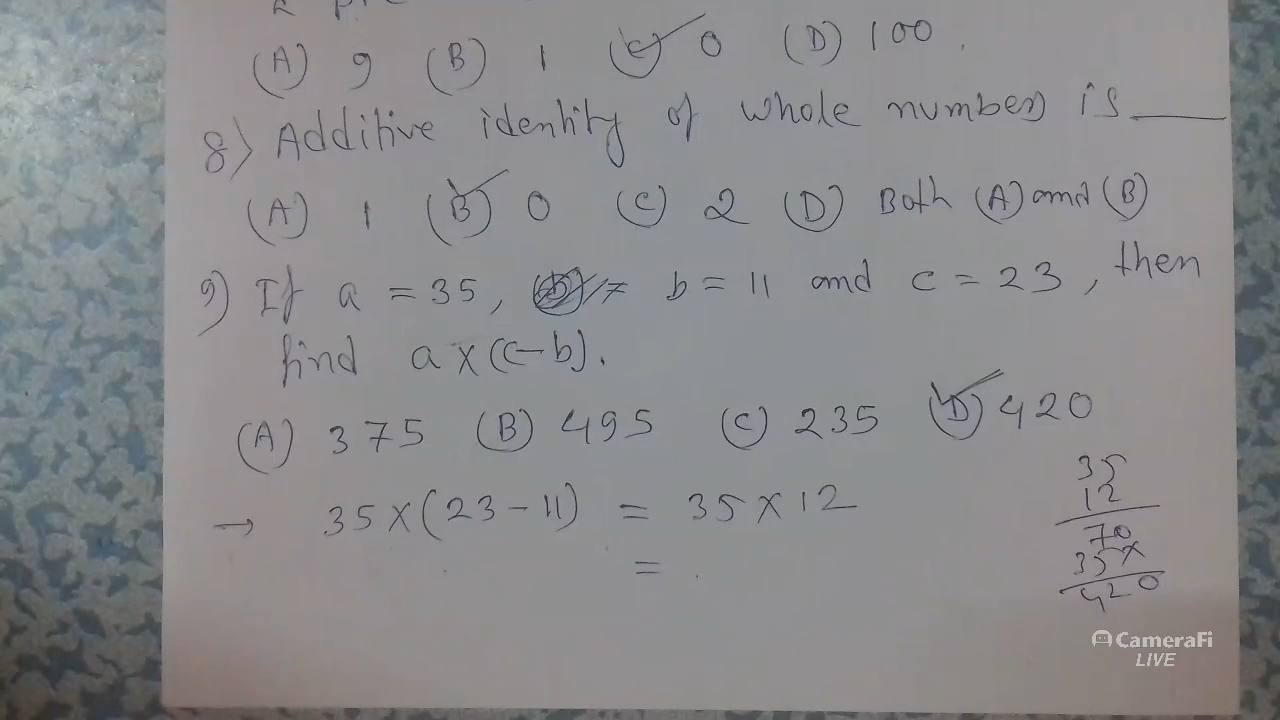 (A) 9 (B) 1 (C) 0 (D) 100.
8) Additive identity of whole numbers is ____
(A) 1 (B) 0 (C) 2 (D) Both (A) and (B)
9) If a = 35, b = 11 and c = 23, then
find a × (c-b).
(A) 375 (B) 495 (C) 235 (D) 420
→ 35 × (23 - 11) = 35 × 12
=
35
12
70
35×
420
CameraFi
LIVE